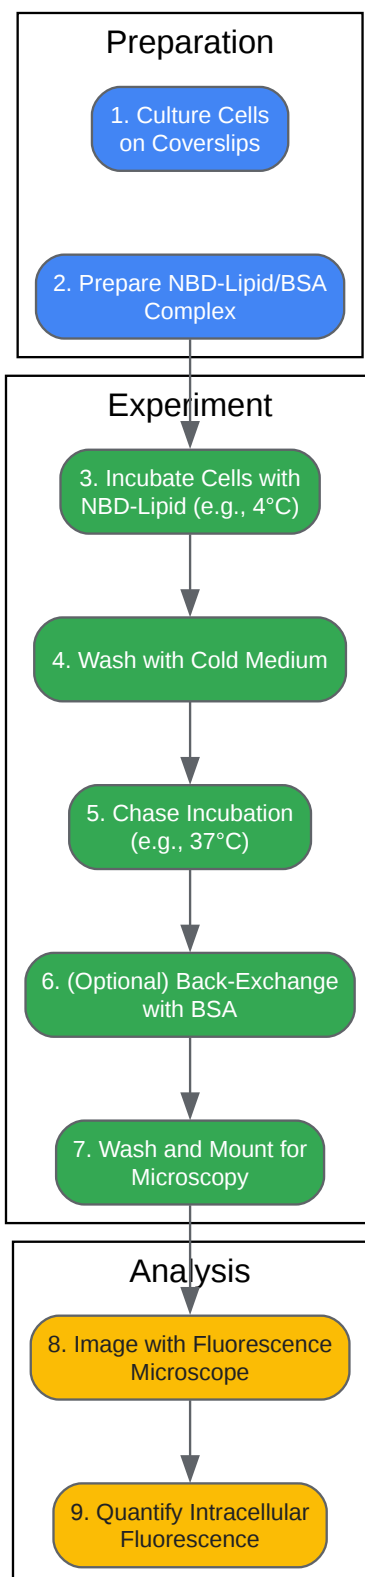 Preparation
1. Culture Cells
on Coverslips
2. Prepare NBD-Lipid/BSA
Complex
Experiment
3. Incubate Cells with
NBD-Lipid (e.g., 4°C)
4. Wash with Cold Medium
5. Chase Incubation
(e.g., 37°C)
6. (Optional) Back-Exchange
with BSA
7. Wash and Mount for
Microscopy
Analysis
8. Image with Fluorescence
Microscope
9. Quantify Intracellular
Fluorescence